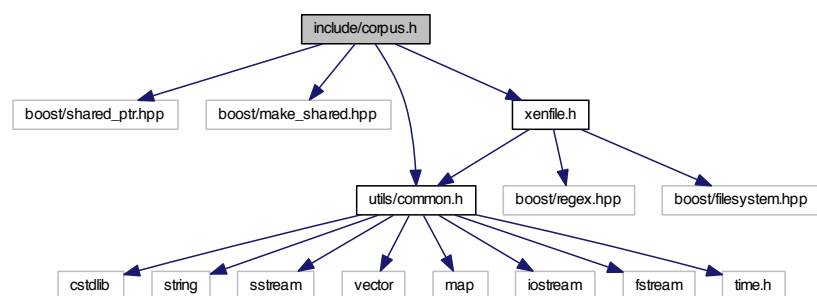 include/corpus.h
boost/shared_ptr.hpp
boost/make_shared.hpp
xenfile.h
utils/common.h
boost/regex.hpp
boost/filesystem.hpp
cstdlib
string
sstream
vector
map
iostream
fstream
time.h